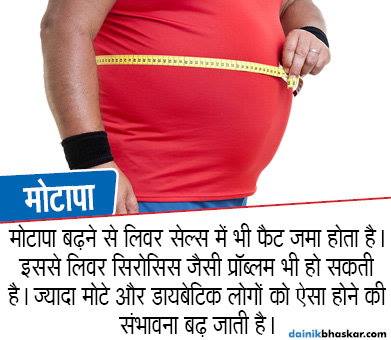 मोटापा
मोटापा बढ़ने से लिवर सेल्स में भी फैट जमा होता है।
इससे लिवर सिरोसिस जैसी प्रॉब्लम भी हो सकती
है। ज्यादा मोटे और डायबेटिक लोगों को ऐसा होने की
संभावना बढ़ जाती है।
dainikbhaskar.com